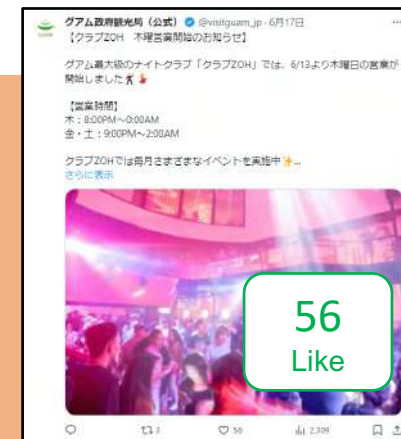 グアム政府観光局（公式） @visitguam_jp・6月17日
【クラブZOH 木曜営業開始のお知らせ】
グアム最大級のナイトクラブ「クラブZOH」では、6/13より木曜日の営業が
開始しました
【営業時間】
木：8:00PM～0:00AM
金・土：9:00PM～2:00AM
クラブZOHでは毎月さまざまなイベントを実施中✨...
さらに表示
56
Like
3
56
2,309